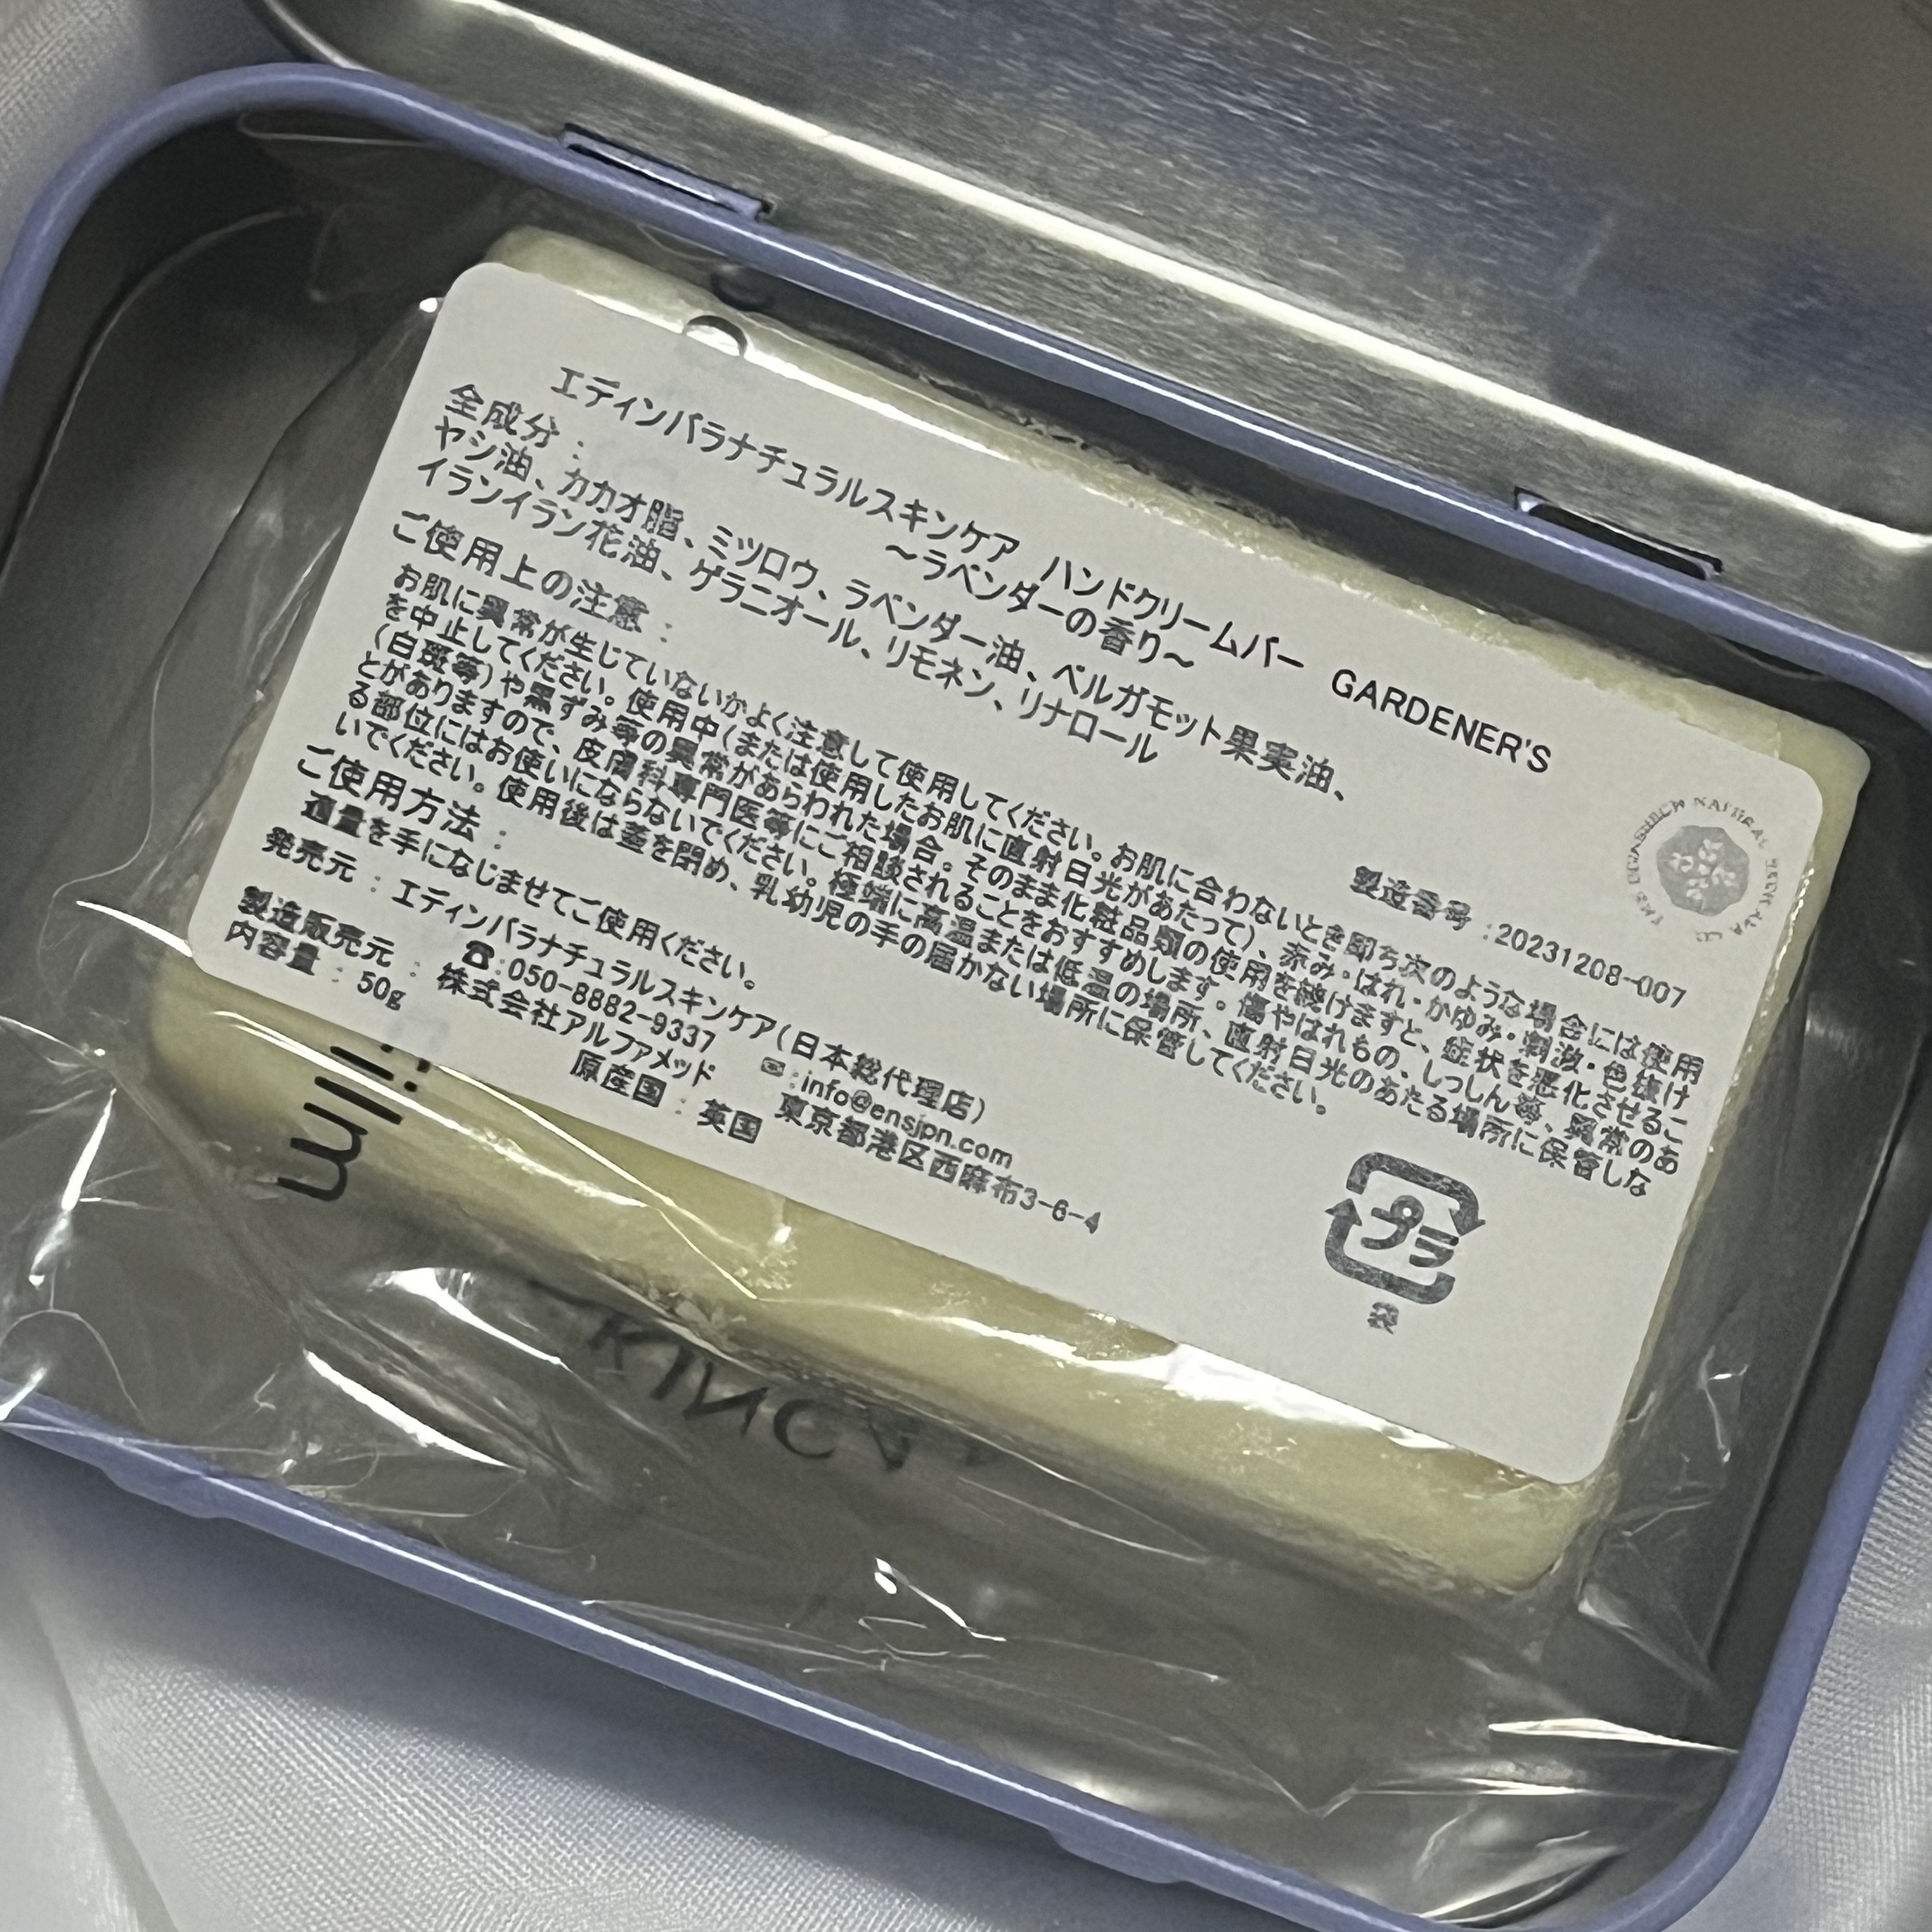 エディンバラナチュラルスキンケア ハンドクリームバー GARDENER'S
～ラベンダーの香り～
全成分：
ヤシ油、カカオ脂、ミツロウ、ラベンダー油、ベルガモット果実油、
イランイラン花油、ゲラニオール、リモネン、リナロール
製造番号：20231208-007
ご使用上の注意：
お肌に異常が生じていないかよく注意して使用してください。お肌に合わないとき即ち次のような場合には使用
を中止してください。使用中（または使用したお肌に直射日光があたって）、赤み・はれ・かゆみ・刺激・色抜け
（白斑等）や黒ずみ等の異常があらわれた場合。そのまま化粧品類の使用を続けますと、症状を悪化させるこ
とがありますので、皮膚科専門医等にご相談されることをおすすめします。傷やはれもの、しっしん等、異常のあ
る部位にはお使いにならないでください。極端に高温または低温の場所、直射日光のあたる場所に保管しな
いでください。使用後は蓋を閉め、乳幼児の手の届かない場所に保管してください。
ご使用方法：
適量を手になじませてご使用ください。
発売元：エディンバラナチュラルスキンケア（日本総代理店）
☎:050-8882-9337 ✉:info@ensjpn.com
製造販売元：株式会社アルファメッド 東京都港区西麻布3-6-4
内容量：50g 原産国：英国
プラ
袋